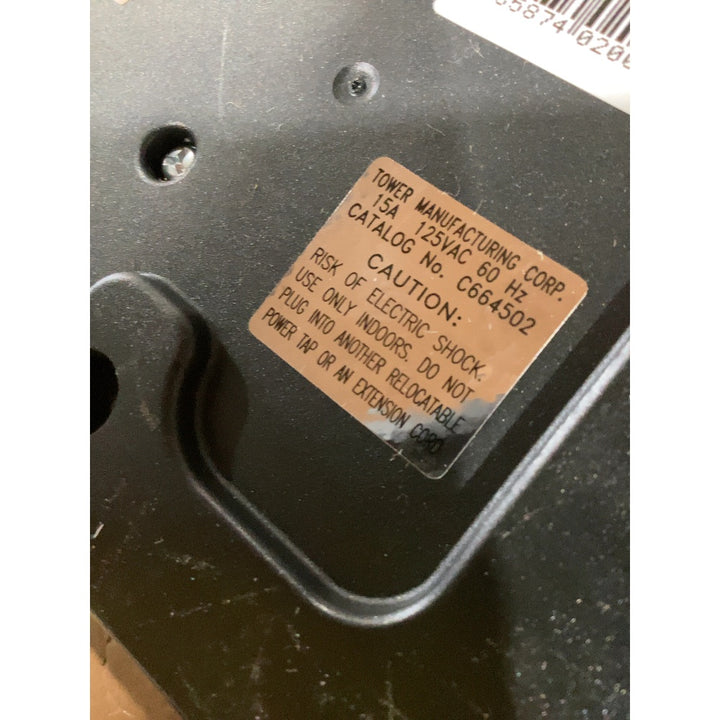 TOWER MANUFACTURING CORP.
15A 125VAC 60 Hz
CATALOG No. C664502
CAUTION:
RISK OF ELECTRIC SHOCK.
USE ONLY INDOORS. DO NOT
PLUG INTO ANOTHER RELOCATABLE
POWER TAP OR AN EXTENSION CORD